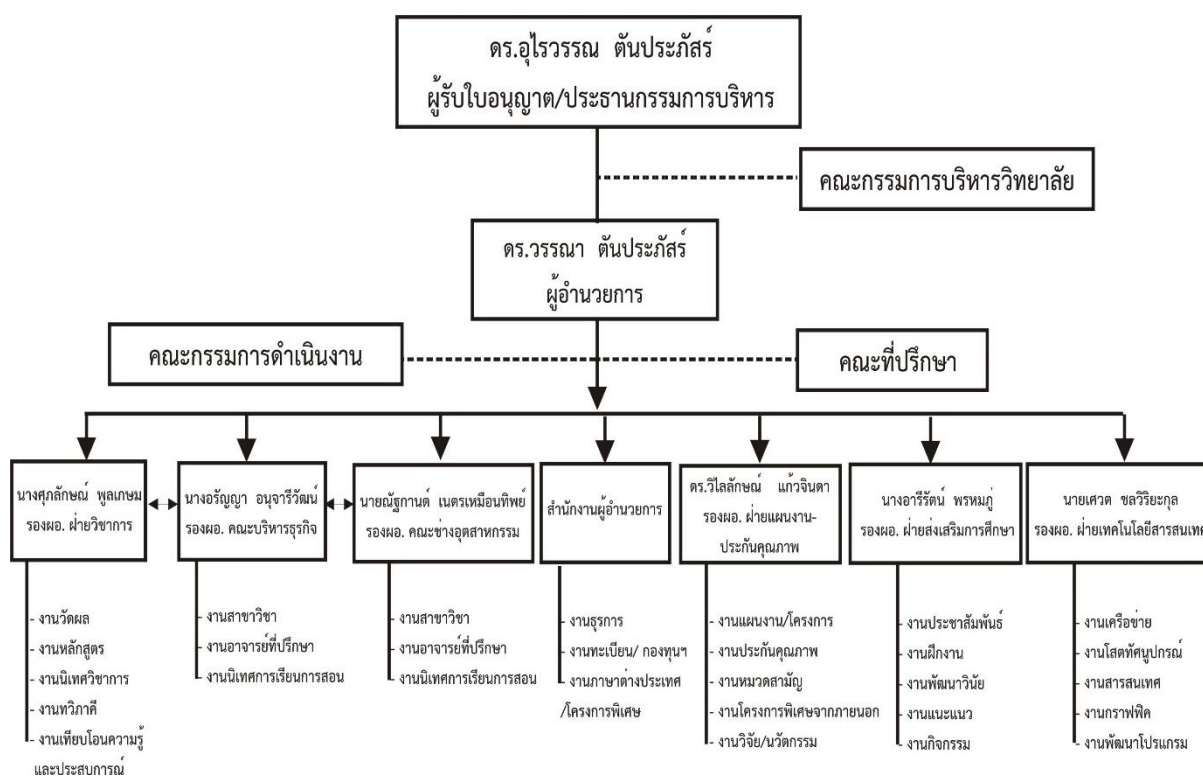 ดร.อุไรวรรณ ตันประภัสร์
ผู้รับใบอนุญาต/ประธานกรรมการบริหาร
คณะกรรมการบริหารวิทยาลัย
ดร.วรรณา ตันประภัสร์
ผู้อำนวยการ
คณะกรรมการดำเนินงาน
คณะที่ปรึกษา
นางศุภลักษณ์ พูลเกษม
รองผอ. ฝ่ายวิชาการ
- งานวัดผล
- งานหลักสูตร
- งานนิเทศวิชาการ
- งานทวิภาคี
- งานเทียบโอนความรู้
และประสบการณ์
นางอรัญญา อนุจารีวัฒน์
รองผอ. คณะบริหารธุรกิจ
- งานสาขาวิชา
- งานอาจารย์ที่ปรึกษา
- งานนิเทศการเรียนการสอน
นายณัฐกานต์ เนตรเหมือนทิพย์
รองผอ. คณะช่างอุตสาหกรรม
- งานสาขาวิชา
- งานอาจารย์ที่ปรึกษา
- งานนิเทศการเรียนการสอน
สำนักงานผู้อำนวยการ
- งานธุรการ
- งานทะเบียน/ กองทุนฯ
- งานภาษาต่างประเทศ
/โครงการพิเศษ
ดร.วิไลลักษณ์ แก้วจินดา
รองผอ. ฝ่ายแผนงาน-
ประกันคุณภาพ
- งานแผนงาน/โครงการ
- งานประกันคุณภาพ
- งานหมวดสามัญ
- งานโครงการพิเศษจากภายนอก
- งานวิจัย/นวัตกรรม
นางอารีรัตน์ พรหมภู่
รองผอ. ฝ่ายส่งเสริมการศึกษา
- งานประชาสัมพันธ์
- งานฝึกงาน
- งานพัฒนาวินัย
- งานแนะแนว
- งานกิจกรรม
นายเศวต ชลวิริยะกุล
รองผอ. ฝ่ายเทคโนโลยีสารสนเทศ
- งานเครือข่าย
- งานโสตทัศนูปกรณ์
- งานสารสนเทศ
- งานกราฟฟิค
- งานพัฒนาโปรแกรม